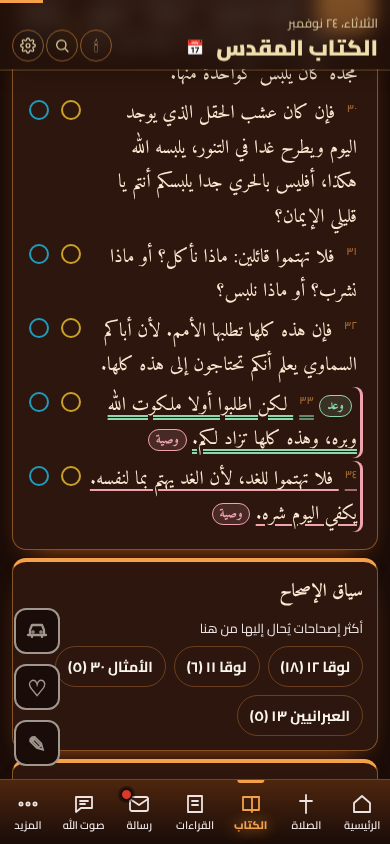 الثلاثاء، ٢٤ نوفمبر
الكتاب المقدس
مجده كان يلبس كواحدة منها.
٣٠ فإن كان عشب الحقل الذي يوجد
اليوم ويطرح غدا في التنور، يلبسه الله
هكذا، أفليس بالحري جدا يلبسكم أنتم يا
قليلي الإيمان؟
٣١ فلا تهتموا قائلين: ماذا نأكل؟ أو ماذا
نشرب؟ أو ماذا نلبس؟
٣٢ فإن هذه كلها تطلبها الأمم. لأن أباكم
السماوي يعلم أنكم تحتاجون إلى هذه كلها.
وعد ٣٣ لكن اطلبوا أولا ملكوت الله
وبره، وهذه كلها تزاد لكم. وصية
٣٤ فلا تهتموا للغد، لأن الغد يهتم بما لنفسه.
يكفي اليوم شره. وصية
سياق الإصحاح
أكثر إصحاحات يُحال إليها من هنا
لوقا ١٢ (١٨) لوقا ١١ (٦) الأمثال ٣٠ (٥)
العبرانيين ١٣ (٥)
الرئيسية الصلاة الكتاب القراءات رسالة صوت الله المزيد